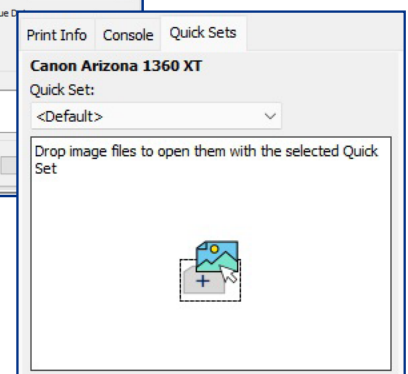 Print Info Console Quick Sets
Canon Arizona 1360 XT
Quick Set:
<Default>
Drop image files to open them with the selected Quick
Set